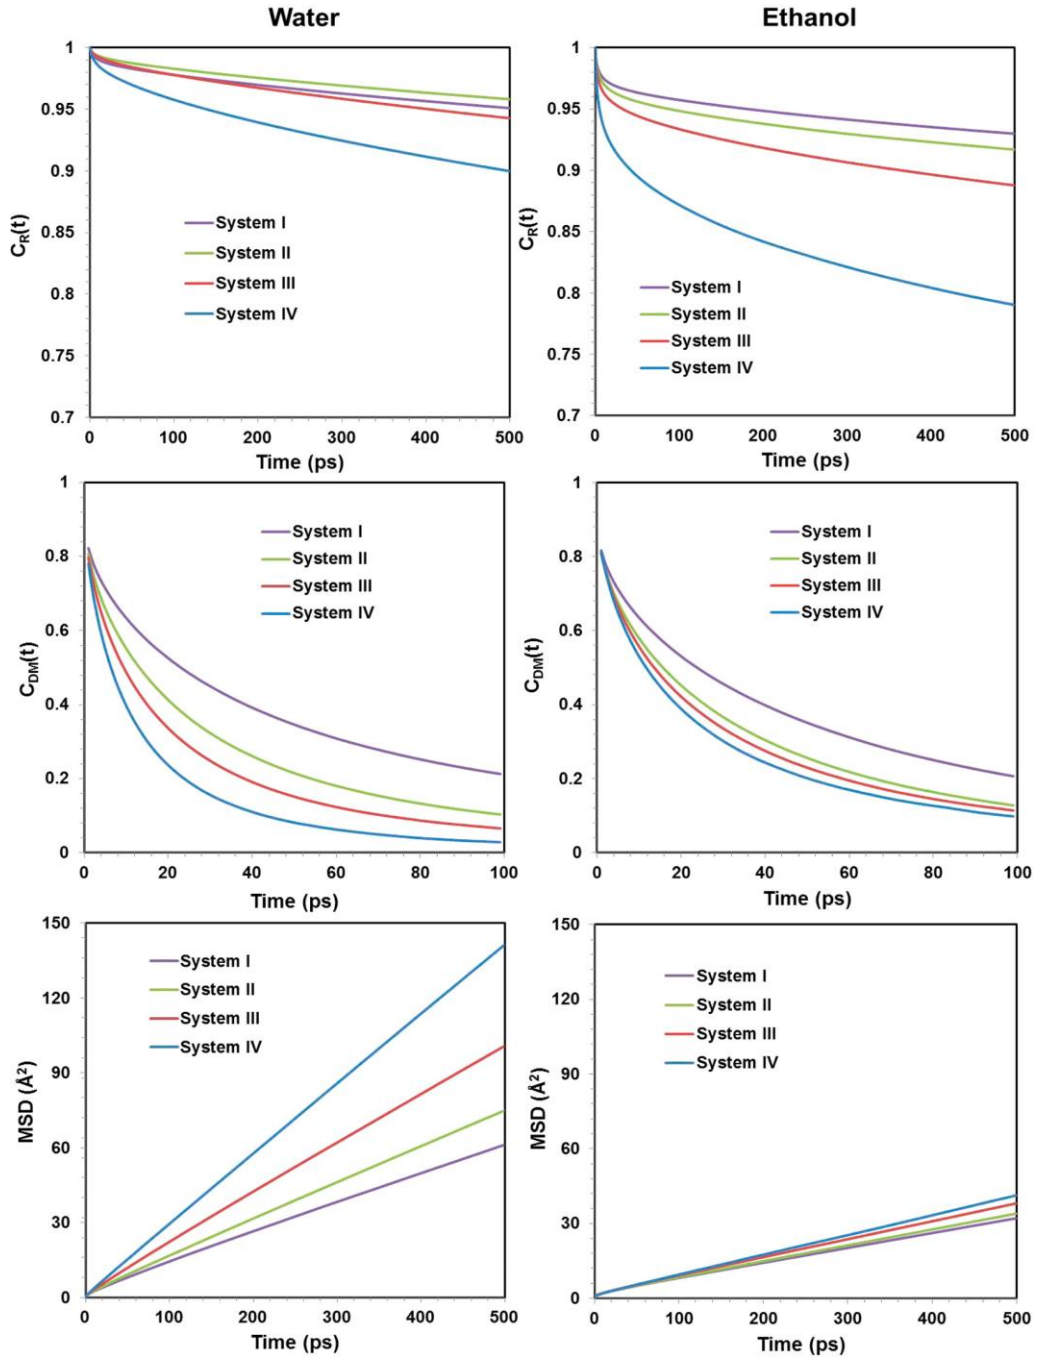 Water
Ethanol
1
0.95
0.9
0.85
0.8
0.75
0.7
C_R(t)
System I
System II
System III
System IV
0 100 200 300 400 500
Time (ps)
1
0.95
0.9
0.85
0.8
0.75
0.7
C_R(t)
System I
System II
System III
System IV
0 100 200 300 400 500
Time (ps)
1
0.8
0.6
0.4
0.2
0
C_DM(t)
System I
System II
System III
System IV
0 20 40 60 80 100
Time (ps)
1
0.8
0.6
0.4
0.2
0
C_DM(t)
System I
System II
System III
System IV
0 20 40 60 80 100
Time (ps)
150
120
90
60
30
0
MSD (Å²)
System I
System II
System III
System IV
0 100 200 300 400 500
Time (ps)
150
120
90
60
30
0
MSD (Å²)
System I
System II
System III
System IV
0 100 200 300 400 500
Time (ps)